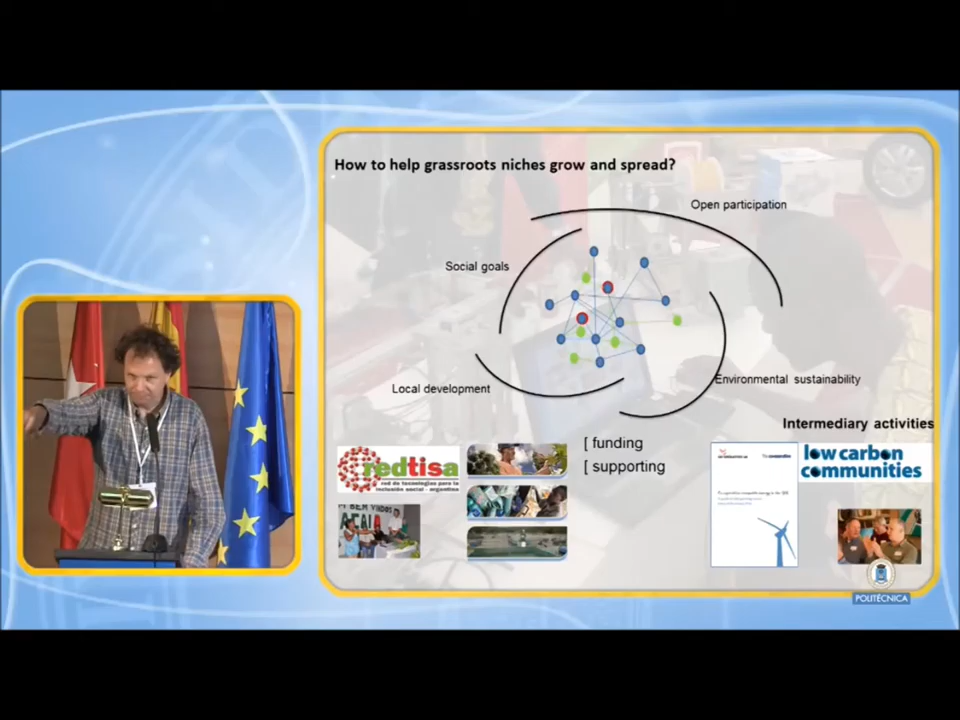 How to help grassroots niches grow and spread?
Open participation
Social goals
Local development
Environmental sustainability
Intermediary activities
[ funding
[ supporting
redtisa
red de tecnologías para la
inclusión social - argentina
low carbon
communities
POLITÉCNICA